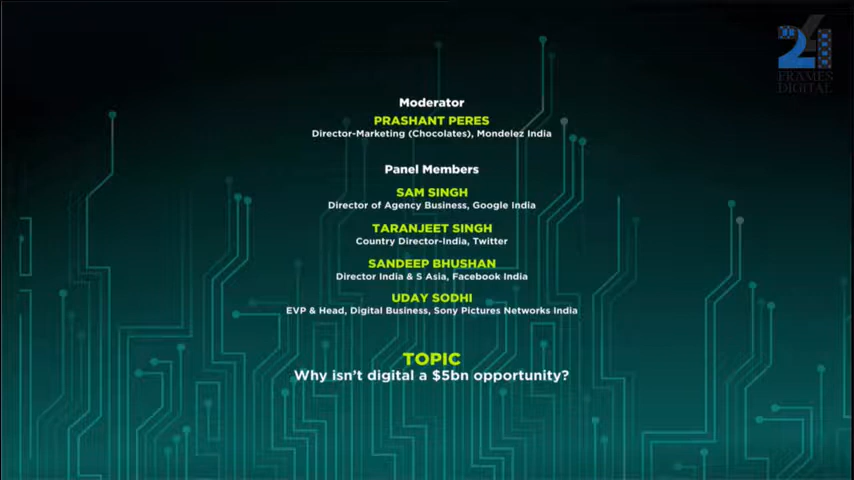 24
FRAMES
DIGITAL
Moderator
PRASHANT PERES
Director-Marketing (Chocolates), Mondelez India
Panel Members
SAM SINGH
Director of Agency Business, Google India
TARANJEET SINGH
Country Director-India, Twitter
SANDEEP BHUSHAN
Director India & S Asia, Facebook India
UDAY SODHI
EVP & Head, Digital Business, Sony Pictures Networks India
TOPIC
Why isn't digital a $5bn opportunity?